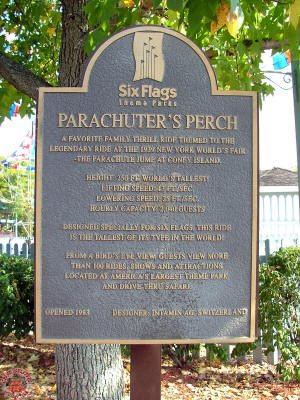 Six Flags
Theme Parks
PARACHUTER'S PERCH
A FAVORITE FAMILY THRILL RIDE THEMED TO THE
LEGENDARY RIDE AT THE 1939 NEW YORK WORLD'S FAIR
-THE PARACHUTE JUMP AT CONEY ISLAND.
HEIGHT: 250 FT. WORLD'S TALLEST!
LIFTING SPEED: FT./SEC.
LOWERING SPEED: 25 FT./SEC.
HOURLY CAPACITY: GUESTS
DESIGNED SPECIALLY FOR SIX FLAGS, THIS RIDE
IS THE TALLEST OF ITS TYPE IN THE WORLD!
FROM A BIRD'S EYE VIEW GUESTS VIEW MORE
THAN 100 RIDES, SHOWS AND ATTRACTIONS
LOCATED AT AMERICA'S LARGEST THEME PARK
AND DRIVE-THRU SAFARI.
OPENED 1983 DESIGNER: INTAMIN AG, SWITZERLAND